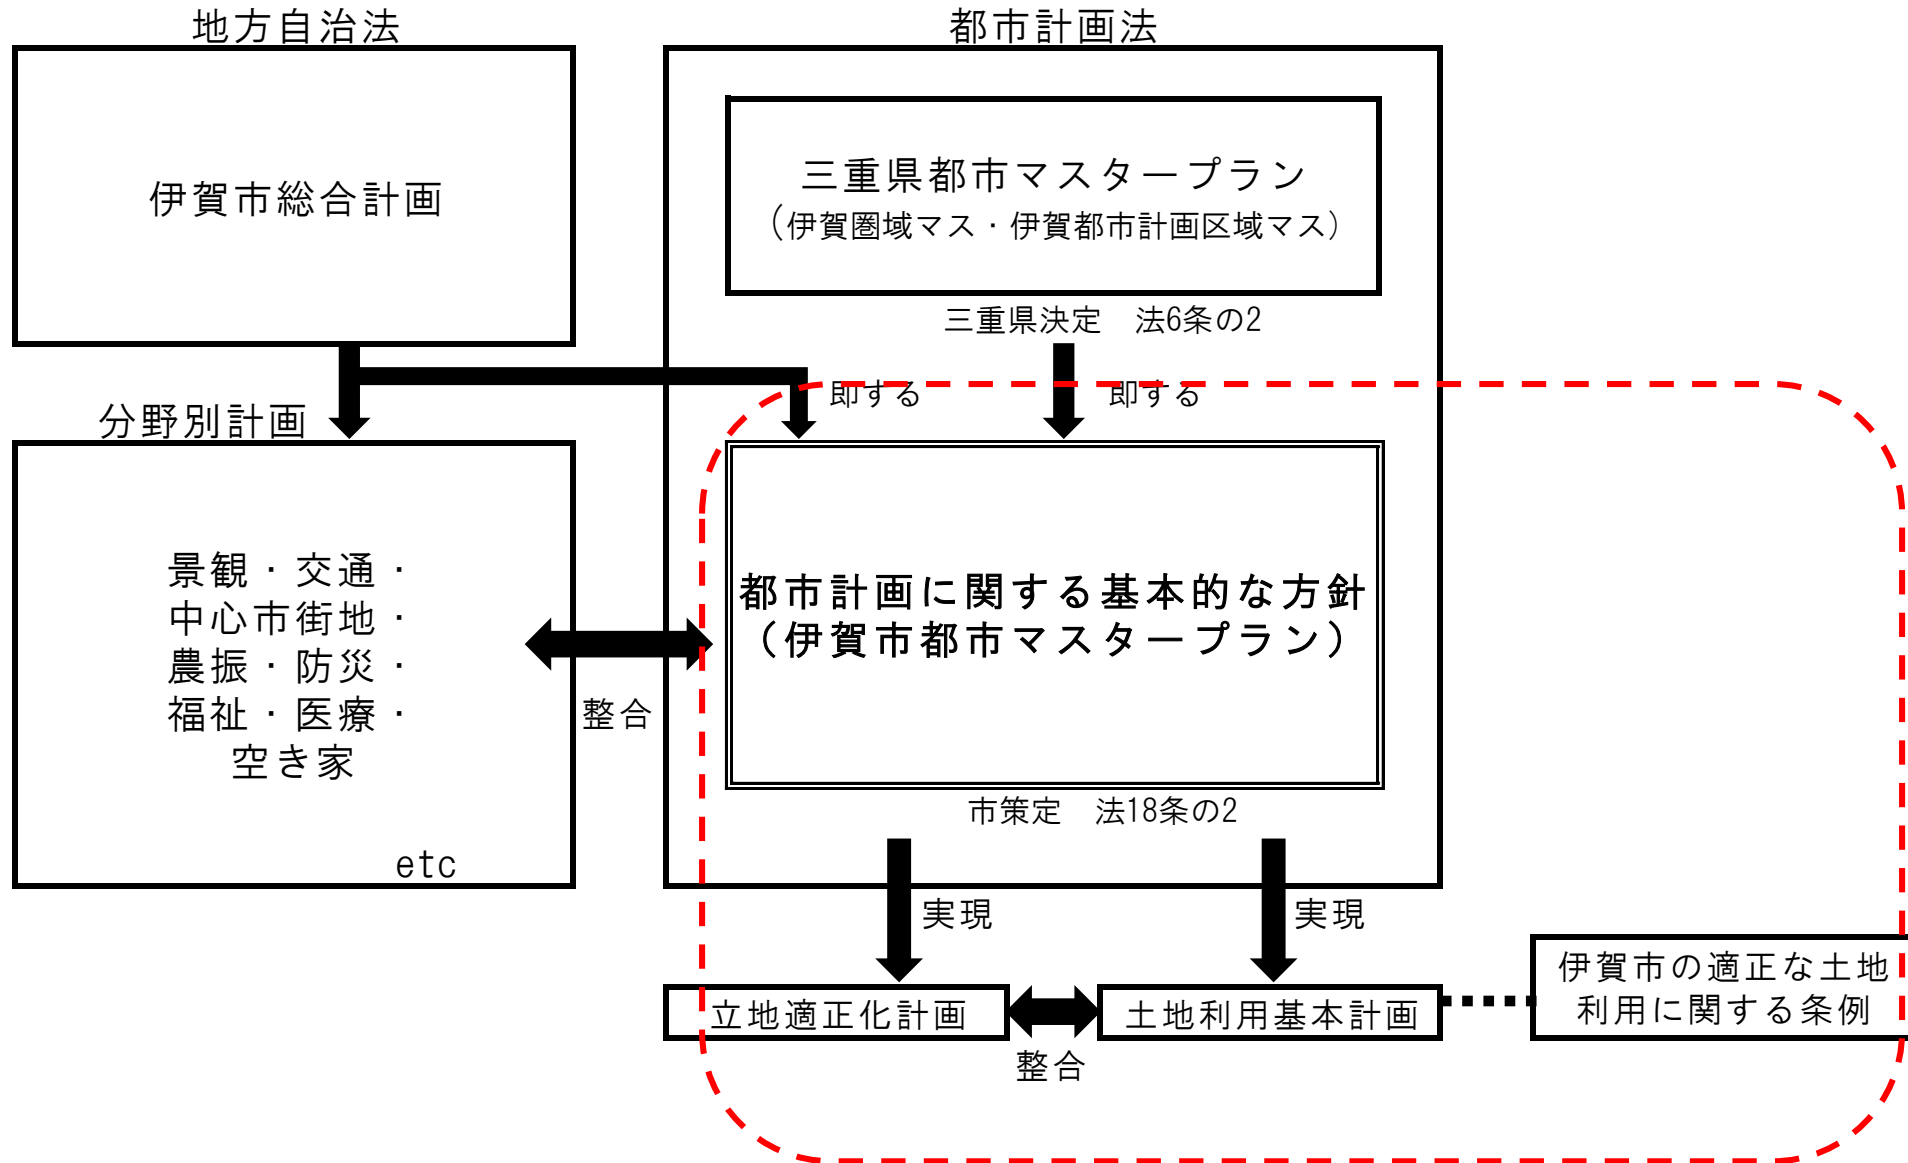 地方自治法
都市計画法
伊賀市総合計画
三重県都市マスタープラン
（伊賀圏域マス・伊賀都市計画区域マス）
三重県決定　法6条の2
即する
即する
分野別計画
景観・交通・
中心市街地・
農振・防災・
福祉・医療・
空き家
etc
整合
都市計画に関する基本的な方針
（伊賀市都市マスタープラン）
市策定　法18条の2
実現
実現
立地適正化計画
整合
土地利用基本計画
伊賀市の適正な土地
利用に関する条例